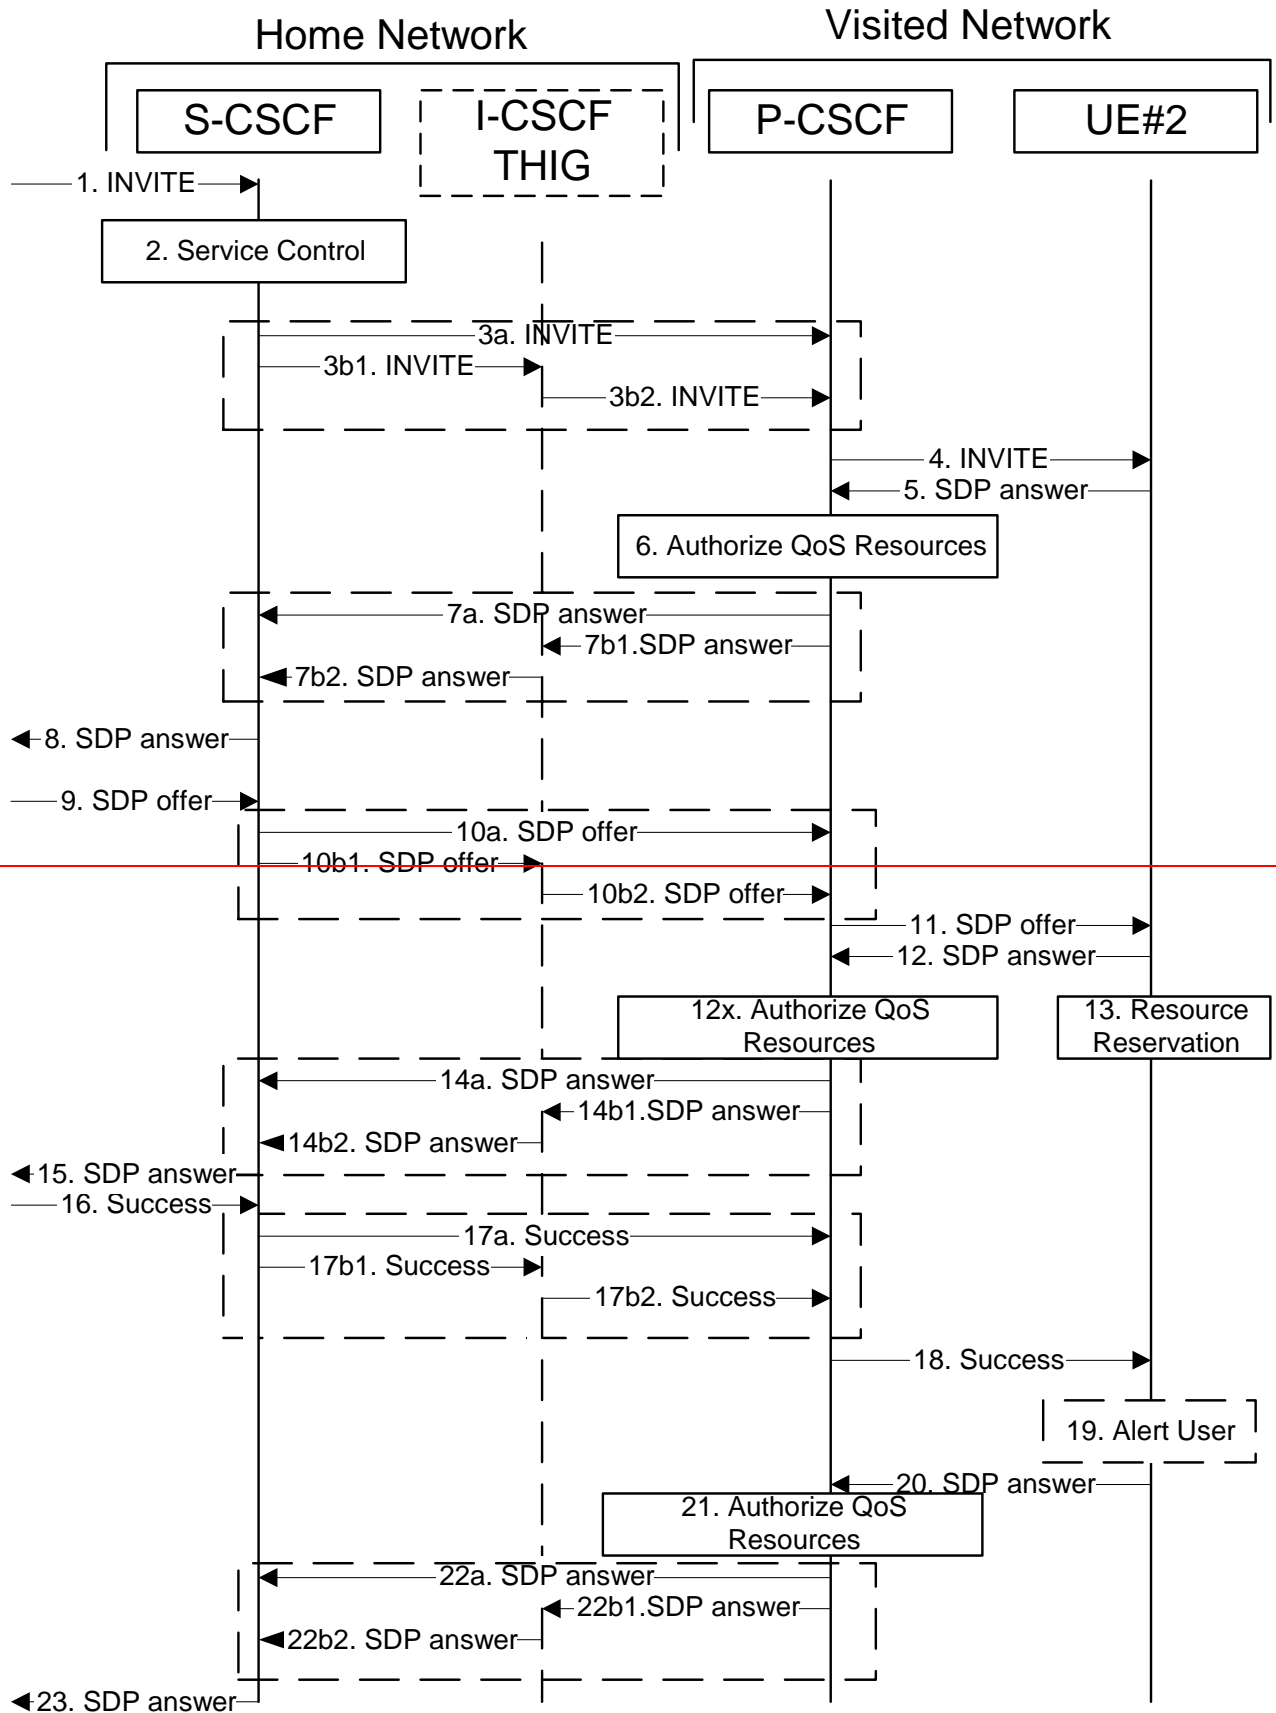 Home Network
Visited Network
S-CSCF
I-CSCF
THIG
P-CSCF
UE#2
1. INVITE
2. Service Control
3a. INVITE
3b1. INVITE
3b2. INVITE
4. INVITE
5. SDP answer
6. Authorize QoS Resources
7a. SDP answer
7b1.SDP answer
7b2. SDP answer
8. SDP answer
9. SDP offer
10a. SDP offer
10b1. SDP offer
10b2. SDP offer
11. SDP offer
12. SDP answer
12x. Authorize QoS
Resources
13. Resource
Reservation
14a. SDP answer
14b1.SDP answer
14b2. SDP answer
15. SDP answer
16. Success
17a. Success
17b1. Success
17b2. Success
18. Success
19. Alert User
20. SDP answer
21. Authorize QoS
Resources
22a. SDP answer
22b1.SDP answer
22b2. SDP answer
23. SDP answer